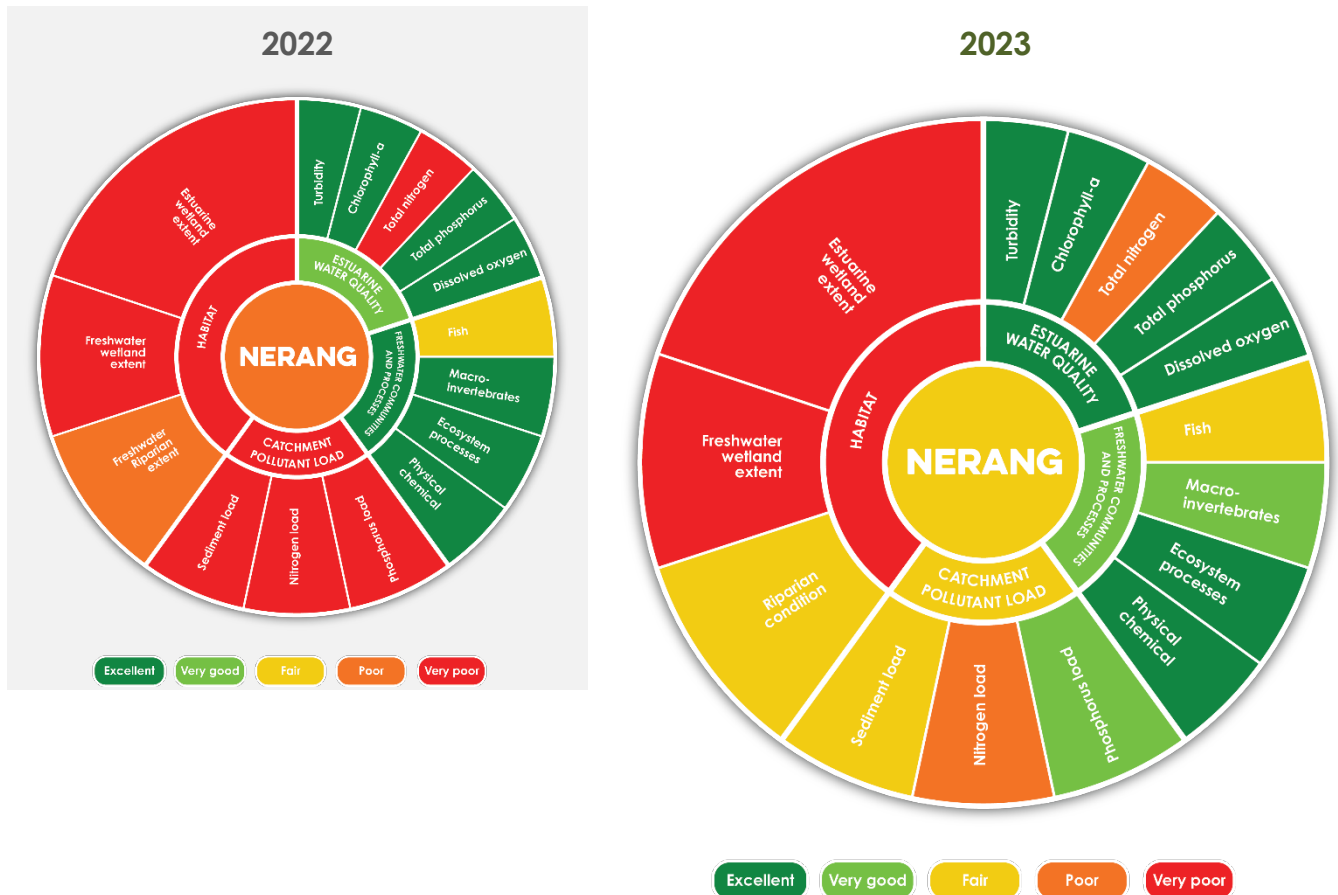 2022
Estuarine
wetland
extent
Freshwater
wetland
extent
Freshwater
Riparian
extent
HABITAT
Turbidity
Chlorophyll-a
Total nitrogen
Total phosphorus
Dissolved oxygen
ESTUARINE
WATER QUALITY
Fish
Macro-
invertebrates
Ecosystem
processes
Physical
chemical
FRESHWATER COMMUNITIES
AND PROCESSES
NERANG
CATCHMENT
POLLUTANT LOAD
Sediment load
Nitrogen load
Phosphorus load
Excellent
Very good
Fair
Poor
Very poor
2023
Estuarine
wetland
extent
Freshwater
wetland
extent
Riparian
condition
HABITAT
Turbidity
Chlorophyll-a
Total nitrogen
Total phosphorus
Dissolved oxygen
ESTUARINE
WATER QUALITY
Fish
Macro-
invertebrates
Ecosystem
processes
Physical
chemical
FRESHWATER COMMUNITIES
AND PROCESSES
NERANG
CATCHMENT
POLLUTANT LOAD
Sediment load
Nitrogen load
Phosphorus load
Excellent
Very good
Fair
Poor
Very poor